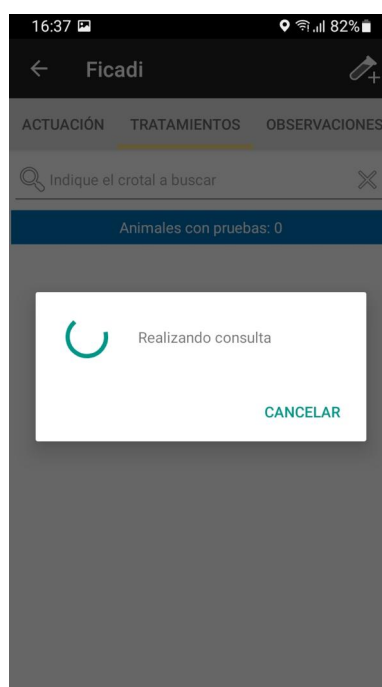 16:37 82%
Ficadi
ACTUACIÓN TRATAMIENTOS OBSERVACIONES
Indique el crotal a buscar
Animales con pruebas: 0
Realizando consulta
CANCELAR